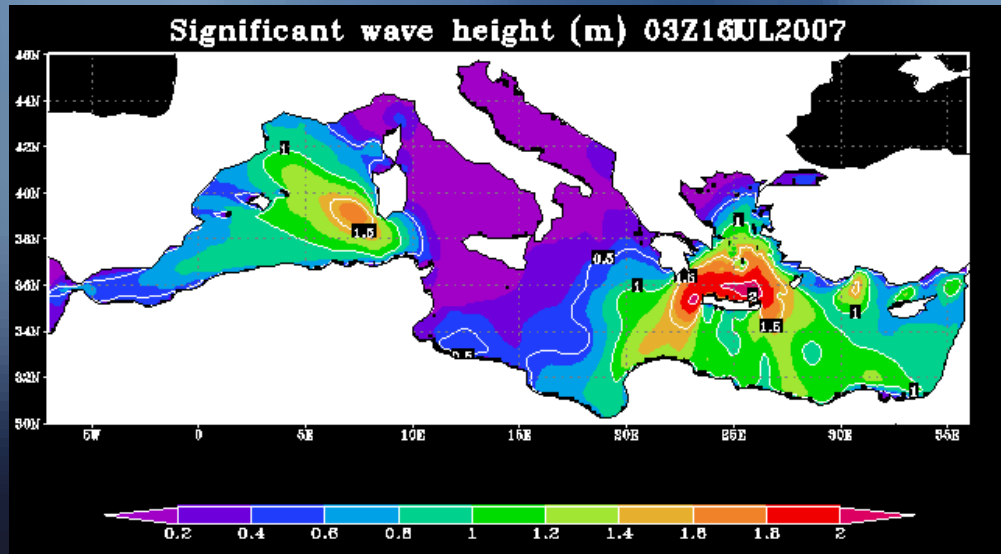 Significant wave height (m) 03Z16JUL2007
46N
44N
42N
40N
38N
36N
34N
32N
30N
5W 0 5E 10E 15E 20E 25E 30E 35E
1
1.5
0.5
1
1
1.5
2
1.5
1
0.5
1
0.2 0.4 0.6 0.8 1 1.2 1.4 1.6 1.8 2